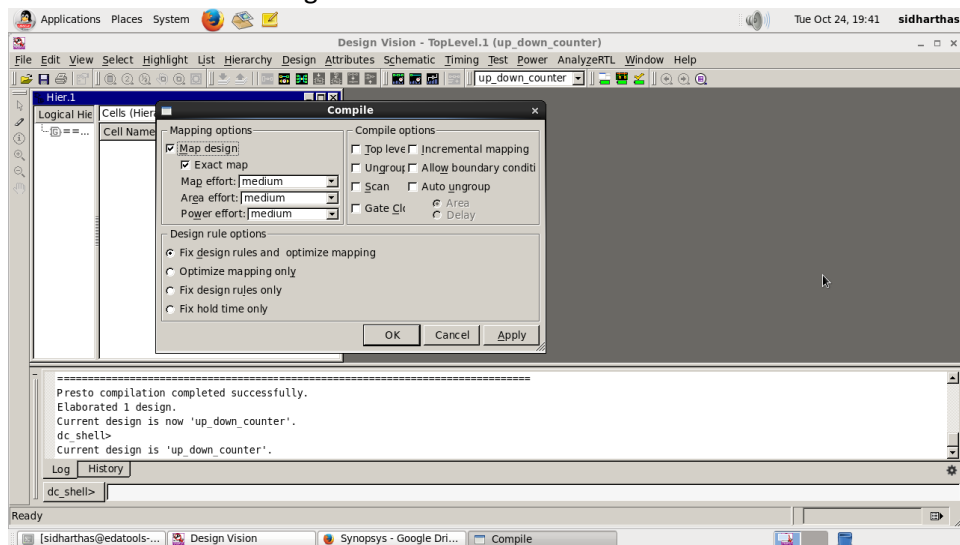 Applications Places System Tue Oct 24, 19:41 sidharthas
Design Vision - TopLevel.1 (up_down_counter)
File Edit View Select Highlight List Hierarchy Design Attributes Schematic Timing Test Power AnalyzeRTL Window Help
up_down_counter
Hier.1
Logical Hie Cells (Hier
Cell Name
Compile
Mapping options
Map design
Exact map
Map effort: medium
Area effort: medium
Power effort: medium
Compile options
Top leve Incremental mapping
Ungroup Allow boundary conditi
Scan Auto ungroup
Gate Clo Area
Delay
Design rule options
Fix design rules and optimize mapping
Optimize mapping only
Fix design rules only
Fix hold time only
OK Cancel Apply
================================================================================
Presto compilation completed successfully.
Elaborated 1 design.
Current design is now 'up_down_counter'.
dc_shell>
Current design is 'up_down_counter'.
Log History
dc_shell>
Ready
[sidharthas@edatools-... Design Vision Synopsys - Google Dri... Compile